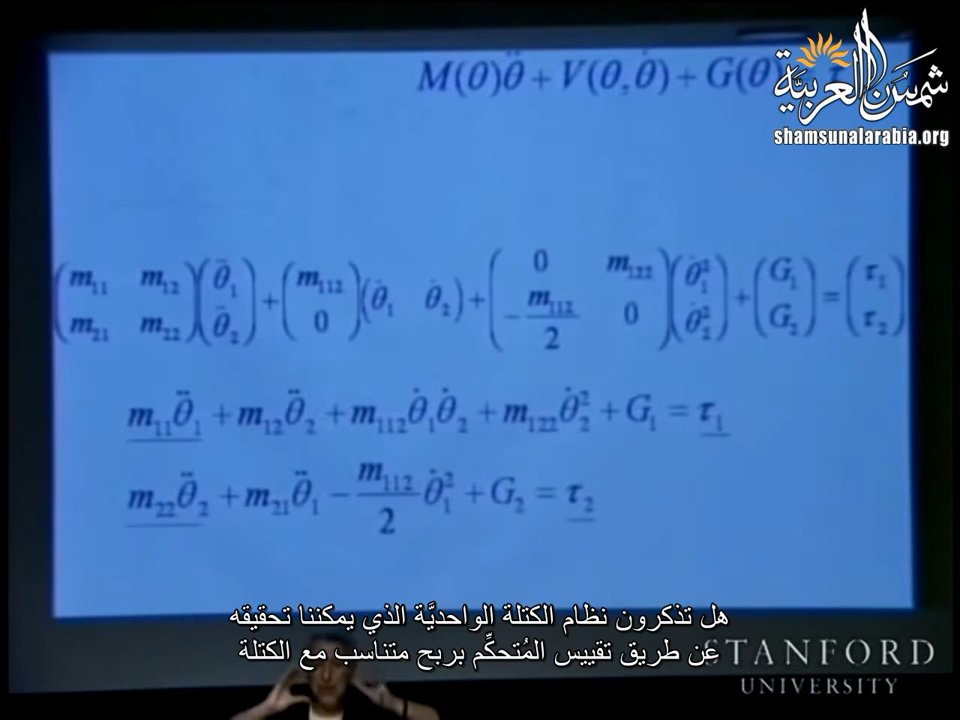 M(θ)θ̈ + V(θ, θ̇) + G(θ)
شمسُ العربيّة
shamsunalarabia.org
(m₁₁ m₁₂; m₂₁ m₂₂)(θ̈₁; θ̈₂) + (m₁₁₂; 0)(θ̇₁ θ̇₂) + (0 m₁₂₂; −m₁₁₂/2 0)(θ̇₁²; θ̇₂²) + (G₁; G₂) = (τ₁; τ₂)
m₁₁θ̈₁ + m₁₂θ̈₂ + m₁₁₂θ̇₁θ̇₂ + m₁₂₂θ̇₂² + G₁ = τ₁
m₂₂θ̈₂ + m₂₁θ̈₁ − m₁₁₂/2 θ̇₁² + G₂ = τ₂
هل تذكرون نظام الكتلة الواحديَّة الذي يمكننا تحقيقه
عن طريق تقييس المُتحكِّم بربح متناسب مع الكتلة
STANFORD
UNIVERSITY